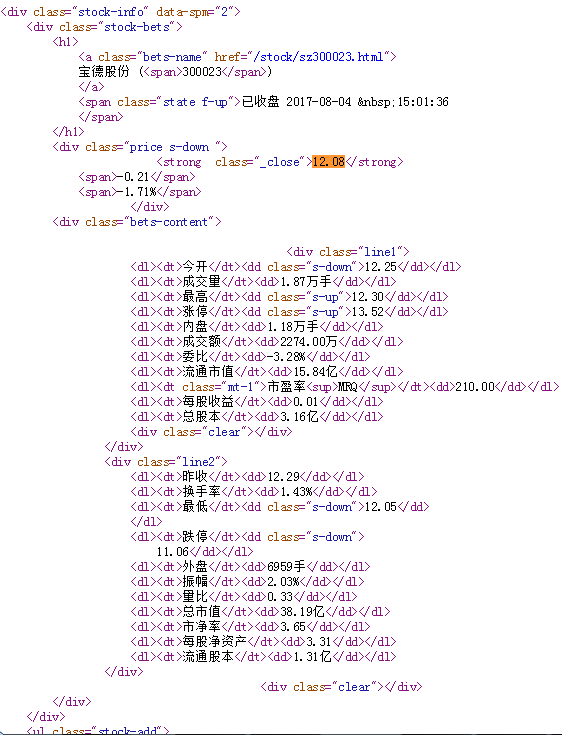 <div class="stock-info" data-spm="2">
<div class="stock-bets">
<h1>
<a class="bets-name" href="/stock/sz300023.html">
宝德股份 (<span>300023</span>)
</a>
<span class="state f-up">已收盘 2017-08-04 &nbsp;15:01:36
</span>
</h1>
<div class="price s-down ">
<strong  class="_close">12.08</strong>
<span>-0.21</span>
<span>-1.71%</span>
</div>
<div class="bets-content">
<div class="line1">
<dl><dt>今开</dt><dd class="s-down">12.25</dd></dl>
<dl><dt>成交量</dt><dd>1.87万手</dd></dl>
<dl><dt>最高</dt><dd class="s-up">12.30</dd></dl>
<dl><dt>涨停</dt><dd class="s-up">13.52</dd></dl>
<dl><dt>内盘</dt><dd>1.18万手</dd></dl>
<dl><dt>成交额</dt><dd>2274.00万</dd></dl>
<dl><dt>委比</dt><dd>-3.28%</dd></dl>
<dl><dt>流通市值</dt><dd>15.84亿</dd></dl>
<dl><dt class="mt-1">市盈率<sup>MRQ</sup></dt><dd>210.00</dd></dl>
<dl><dt>每股收益</dt><dd>0.01</dd></dl>
<dl><dt>总股本</dt><dd>3.16亿</dd></dl>
<div class="clear"></div>
</div>
<div class="line2">
<dl><dt>昨收</dt><dd>12.29</dd></dl>
<dl><dt>换手率</dt><dd>1.43%</dd></dl>
<dl><dt>最低</dt><dd class="s-down">12.05</dd>
</dl>
<dl><dt>跌停</dt><dd class="s-down">
11.06</dd></dl>
<dl><dt>外盘</dt><dd>6959手</dd></dl>
<dl><dt>振幅</dt><dd>2.03%</dd></dl>
<dl><dt>量比</dt><dd>0.33</dd></dl>
<dl><dt>总市值</dt><dd>38.19亿</dd></dl>
<dl><dt>市净率</dt><dd>3.65</dd></dl>
<dl><dt>每股净资产</dt><dd>3.31</dd></dl>
<dl><dt>流通股本</dt><dd>1.31亿</dd></dl>
</div>
<div class="clear"></div>
</div>
</div>
<ul class="stock-add">